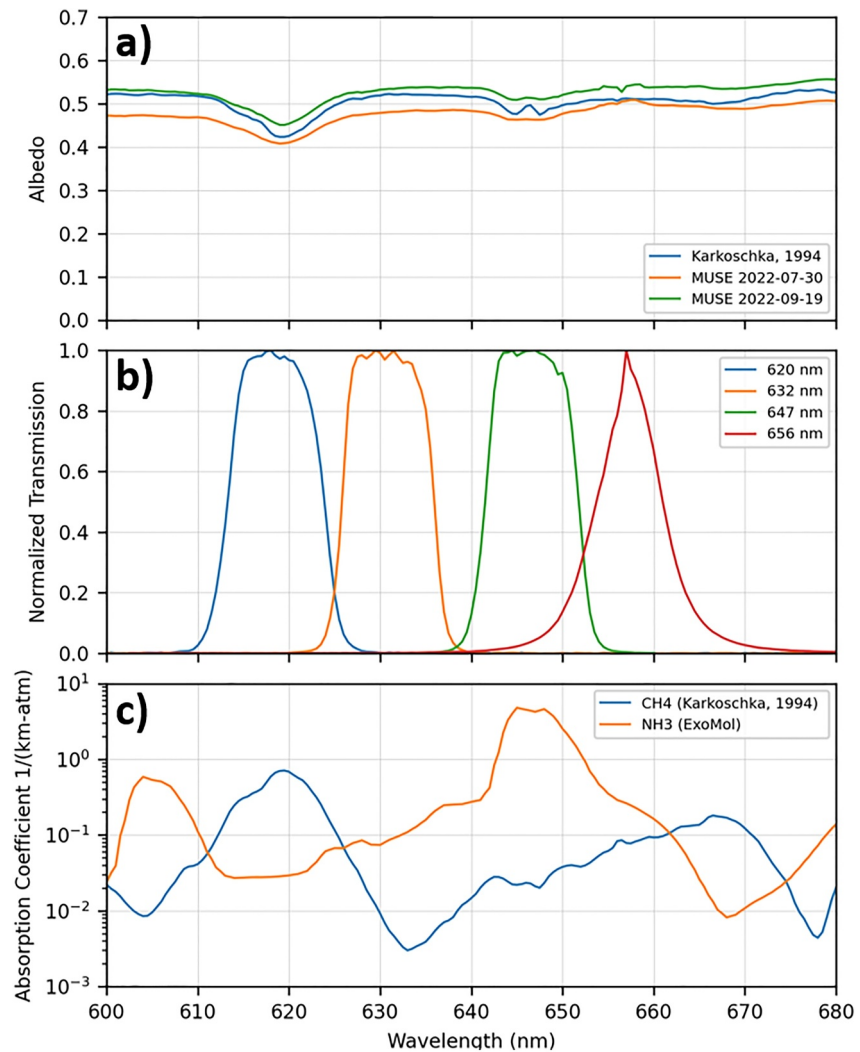 a)
Albedo
0.7
0.6
0.5
0.4
0.3
0.2
0.1
0.0
Karkoschka, 1994
MUSE 2022-07-30
MUSE 2022-09-19
b)
Normalized Transmission
1.0
0.8
0.6
0.4
0.2
0.0
620 nm
632 nm
647 nm
656 nm
c)
Absorption Coefficient 1/(km-atm)
10¹
10⁰
10⁻¹
10⁻²
10⁻³
CH4 (Karkoschka, 1994)
NH3 (ExoMol)
600 610 620 630 640 650 660 670 680
Wavelength (nm)